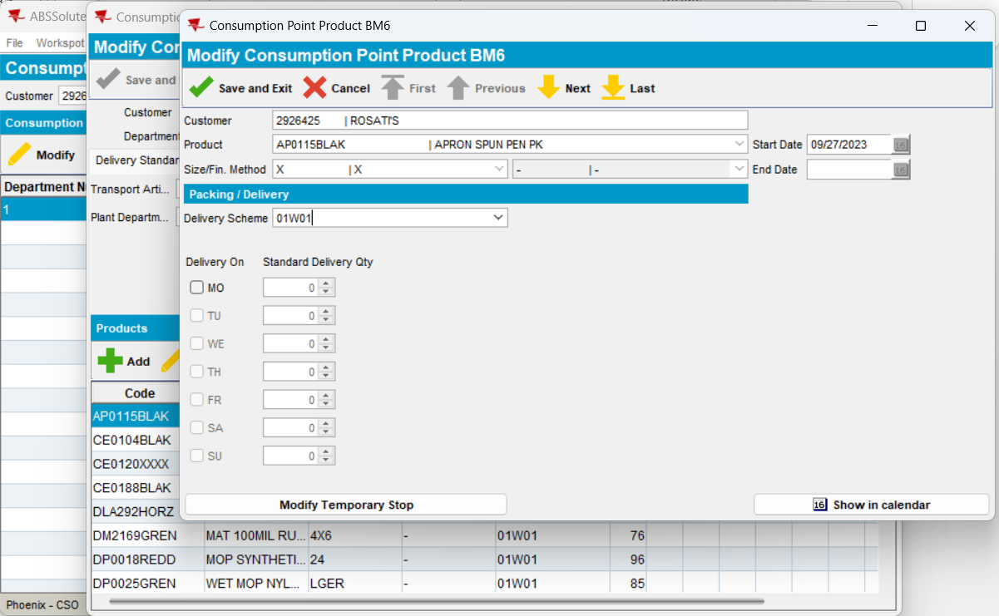 ABSSolute
Consumptio
Consumption Point Product BM6
File Workspot
Modify Con
Modify Consumption Point Product BM6
Consumpt
Save and
Save and Exit Cancel First Previous Next Last
Customer 2926
Customer
Customer 2926425 | ROSATI'S
Consumption
Department
Product AP0115BLAK | APRON SPUN PEN PK Start Date 09/27/2023 16
Modify
Delivery Standar
Size/Fin. Method X | X - | - End Date 16
Department Nu
Transport Arti...
Packing / Delivery
1
Plant Departm...
Delivery Scheme 01W01
Delivery On Standard Delivery Qty
MO 0
TU 0
WE 0
TH 0
FR 0
SA 0
SU 0
Products
Add
Code
AP0115BLAK
CE0104BLAK
CE0120XXXX
CE0188BLAK
DLA292HORZ
Modify Temporary Stop 16 Show in calendar
DM2169GREN MAT 100MIL RU... 4X6 - 01W01 76
DP0018REDD MOP SYNTHETI... 24 - 01W01 96
DP0025GREN WET MOP NYL... LGER - 01W01 85
Phoenix - CSO